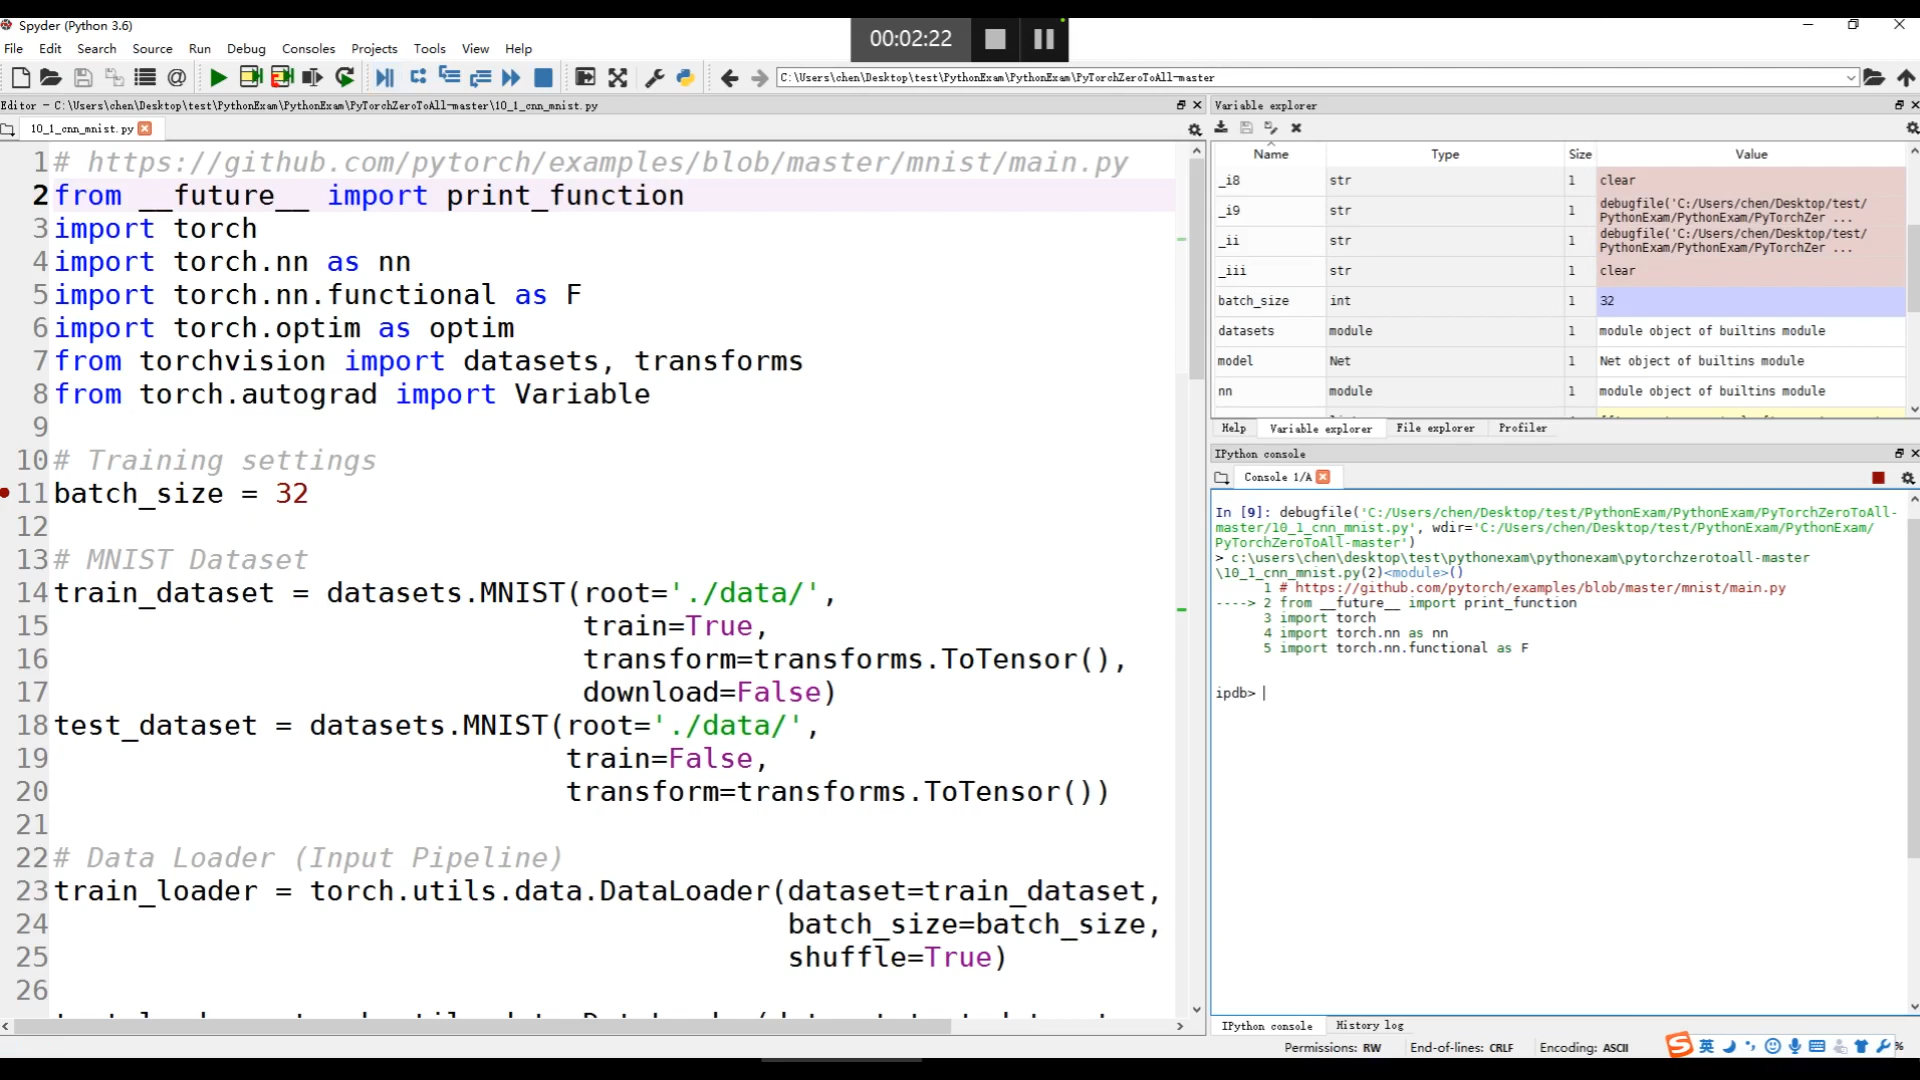 Spyder (Python 3.6)
00:02:22
File Edit Search Source Run Debug Consoles Projects Tools View Help
C:\Users\chen\Desktop\test\PythonExam\PythonExam\PyTorchZeroToAll-master
Editor - C:\Users\chen\Desktop\test\PythonExam\PythonExam\PyTorchZeroToAll-master\10_1_cnn_mnist.py
10_1_cnn_mnist.py
1 # https://github.com/pytorch/examples/blob/master/mnist/main.py
2 from __future__ import print_function
3 import torch
4 import torch.nn as nn
5 import torch.nn.functional as F
6 import torch.optim as optim
7 from torchvision import datasets, transforms
8 from torch.autograd import Variable
9
10 # Training settings
11 batch_size = 32
12
13 # MNIST Dataset
14 train_dataset = datasets.MNIST(root='./data/',
15 train=True,
16 transform=transforms.ToTensor(),
17 download=False)
18 test_dataset = datasets.MNIST(root='./data/',
19 train=False,
20 transform=transforms.ToTensor())
21
22 # Data Loader (Input Pipeline)
23 train_loader = torch.utils.data.DataLoader(dataset=train_dataset,
24 batch_size=batch_size,
25 shuffle=True)
26
Variable explorer
Name Type Size Value
_i8 str 1 clear
_i9 str 1 debugfile('C:/Users/chen/Desktop/test/
PythonExam/PythonExam/PyTorchZer ...
_ii str 1 debugfile('C:/Users/chen/Desktop/test/
PythonExam/PythonExam/PyTorchZer ...
_iii str 1 clear
batch_size int 1 32
datasets module 1 module object of builtins module
model Net 1 Net object of builtins module
nn module 1 module object of builtins module
Help Variable explorer File explorer Profiler
IPython console
Console 1/A
In [9]: debugfile('C:/Users/chen/Desktop/test/PythonExam/PythonExam/PyTorchZeroToAll-
master/10_1_cnn_mnist.py', wdir='C:/Users/chen/Desktop/test/PythonExam/PythonExam/
PyTorchZeroToAll-master')
> c:\users\chen\desktop\test\pythonexam\pythonexam\pytorchzerotoall-master
\10_1_cnn_mnist.py(2)<module>()
1 # https://github.com/pytorch/examples/blob/master/mnist/main.py
----> 2 from __future__ import print_function
3 import torch
4 import torch.nn as nn
5 import torch.nn.functional as F
ipdb>
IPython console History log
Permissions: RW End-of-lines: CRLF Encoding: ASCII
英
%